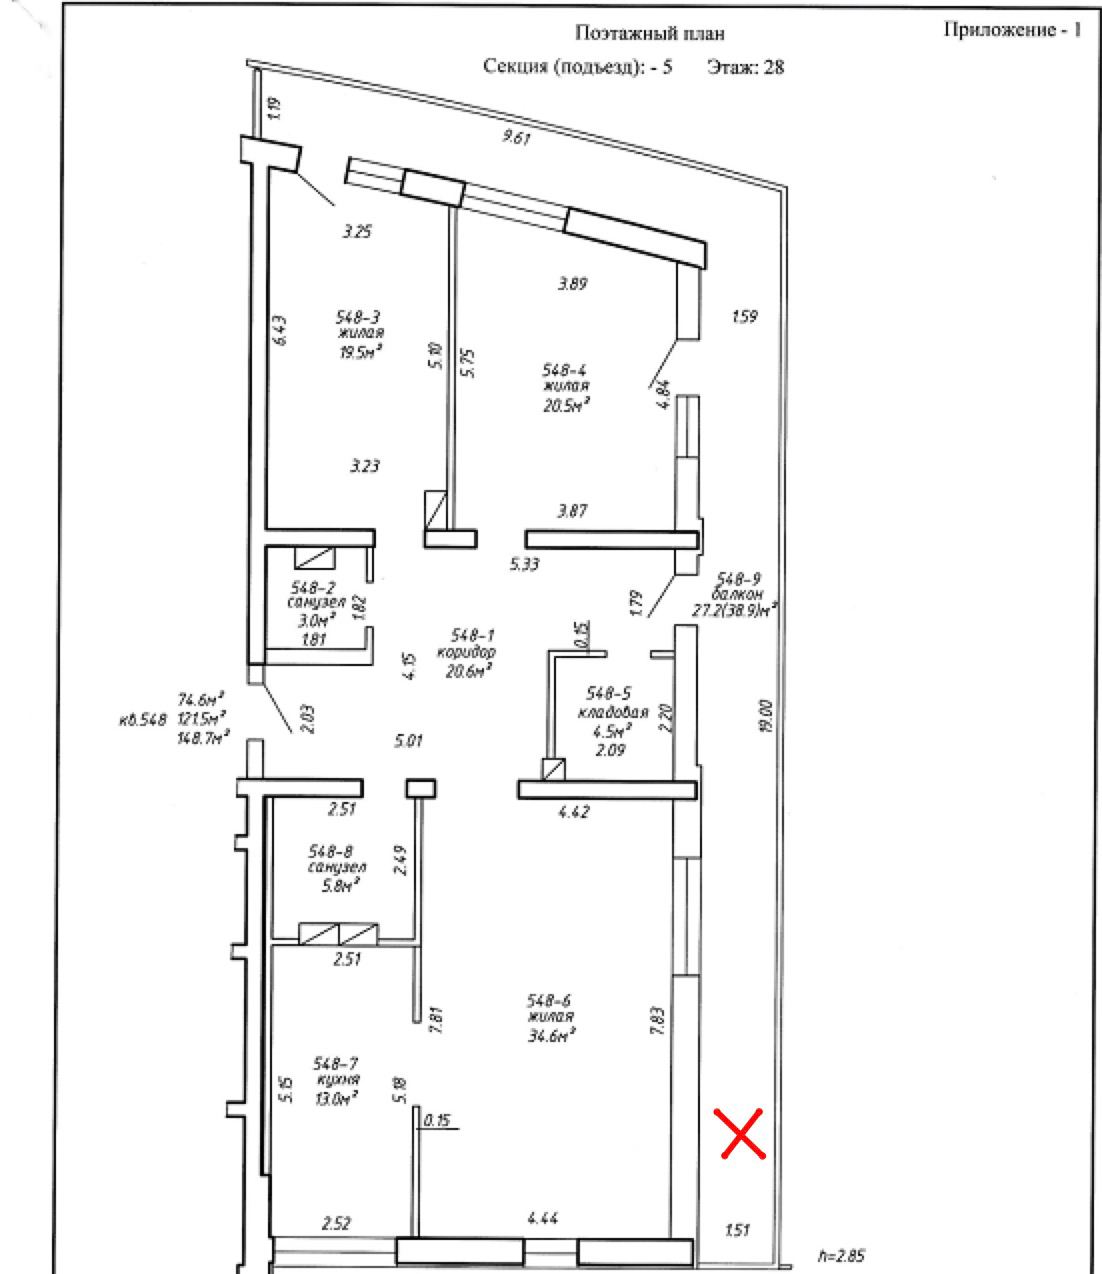 Приложение - 1
Поэтажный план
Секция (подъезд): - 5 Этаж: 28
1.19
9.61
3.25
3.89
1.59
6.43
548-3
жилая
19.5м²
5.10
5.75
548-4
жилая
20.5м²
4.84
3.23
3.87
5.33
548-2
санузел
3.0м²
1.81
1.82
1.79
548-9
балкон
27.2(38.9)м²
0.15
548-1
коридор
20.6м²
4.15
548-5
кладовая
4.5м²
2.09
2.20
кв.548
74.6м²
121.5м²
148.7м²
2.03
5.01
19.00
2.51
4.42
548-8
санузел
5.8м²
2.49
2.51
548-6
жилая
34.6м²
7.81
7.83
548-7
кухня
13.0м²
5.15
5.18
0.15
2.52
4.44
1.51
h=2.85